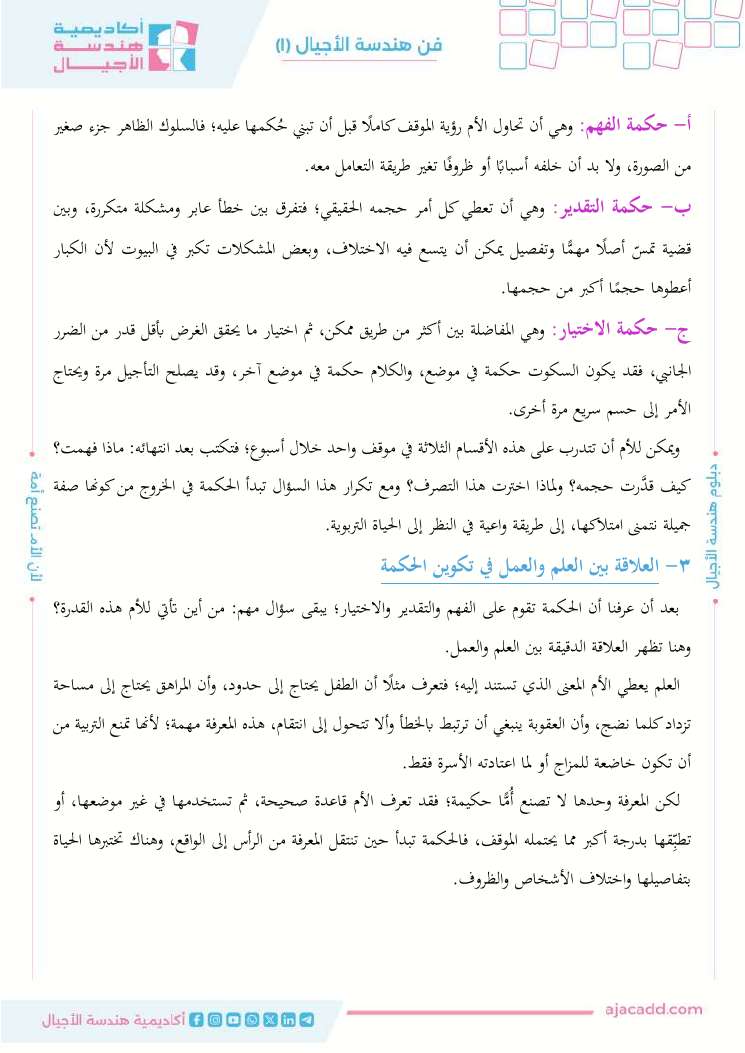 أكاديمية
هندسة
الأجيال
فن هندسة الأجيال (١)
أ– حكمة الفهم: وهي أن تحاول الأم رؤية الموقف كاملًا قبل أن تبني حُكمها عليه؛ فالسلوك الظاهر جزء صغير
من الصورة، ولا بد أن خلفه أسبابًا أو ظروفًا تغير طريقة التعامل معه.
ب– حكمة التقدير: وهي أن تعطي كل أمر حجمه الحقيقي؛ فتفرق بين خطأ عابر ومشكلة متكررة، وبين
قضية تمسّ أصلًا مهمًّا وتفصيل يمكن أن يتسع فيه الاختلاف، وبعض المشكلات تكبر في البيوت لأن الكبار
أعطوها حجمًا أكبر من حجمها.
ج– حكمة الاختيار: وهي المفاضلة بين أكثر من طريق ممكن، ثم اختيار ما يحقق الغرض بأقل قدر من الضرر
الجانبي، فقد يكون السكوت حكمة في موضع، والكلام حكمة في موضع آخر، وقد يصلح التأجيل مرة ويحتاج
الأمر إلى حسم سريع مرة أخرى.
ويمكن للأم أن تتدرب على هذه الأقسام الثلاثة في موقف واحد خلال أسبوع؛ فتكتب بعد انتهائه: ماذا فهمت؟
كيف قدَّرت حجمه؟ ولماذا اخترت هذا التصرف؟ ومع تكرار هذا السؤال تبدأ الحكمة في الخروج من كونها صفة
جميلة نتمنى امتلاكها، إلى طريقة واعية في النظر إلى الحياة التربوية.
٣– العلاقة بين العلم والعمل في تكوين الحكمة
بعد أن عرفنا أن الحكمة تقوم على الفهم والتقدير والاختيار؛ يبقى سؤال مهم: من أين تأتي للأم هذه القدرة؟
وهنا تظهر العلاقة الدقيقة بين العلم والعمل.
العلم يعطي الأم المعنى الذي تستند إليه؛ فتعرف مثلًا أن الطفل يحتاج إلى حدود، وأن المراهق يحتاج إلى مساحة
تزداد كلما نضج، وأن العقوبة ينبغي أن ترتبط بالخطأ وألا تتحول إلى انتقام، هذه المعرفة مهمة؛ لأنها تمنع التربية من
أن تكون خاضعة للمزاج أو لما اعتادته الأسرة فقط.
لكن المعرفة وحدها لا تصنع أُمًّا حكيمة؛ فقد تعرف الأم قاعدة صحيحة، ثم تستخدمها في غير موضعها، أو
تطبِّقها بدرجة أكبر مما يحتمله الموقف، فالحكمة تبدأ حين تنتقل المعرفة من الرأس إلى الواقع، وهناك تختبرها الحياة
بتفاصيلها واختلاف الأشخاص والظروف.
دبلوم هندسة الأجيال
لأن الأم تصنع أمة
أكاديمية هندسة الأجيال
ajacadd.com